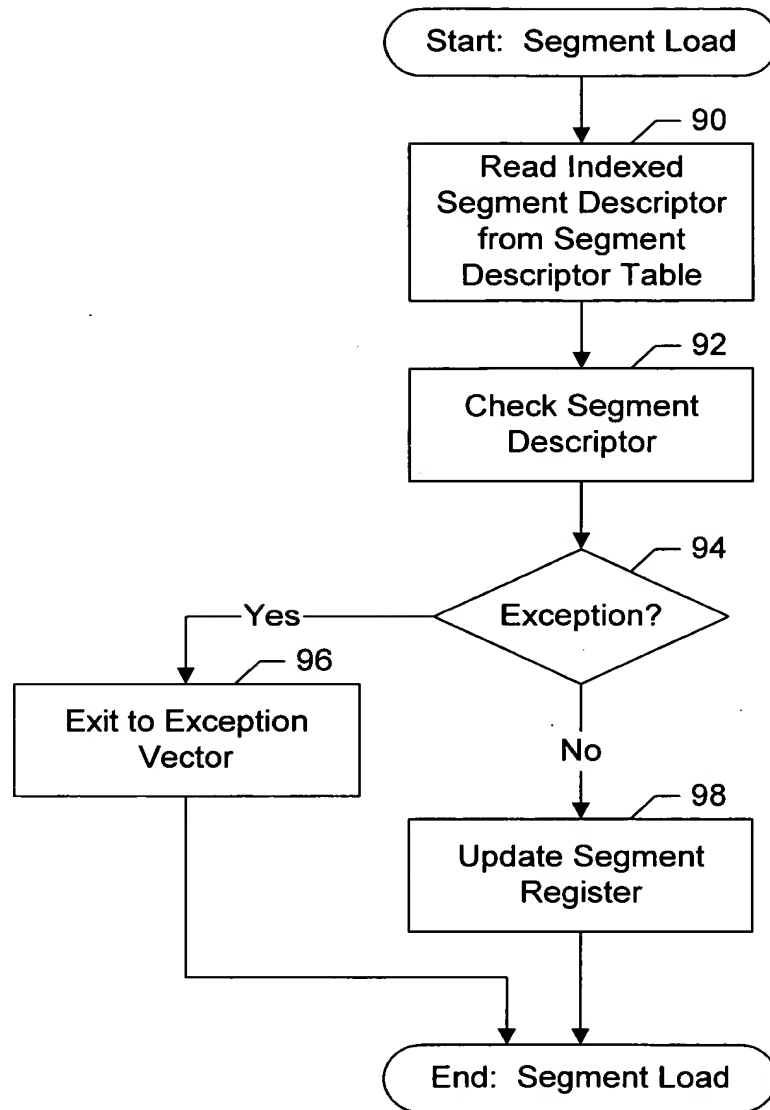 Start: Segment Load
90
Read Indexed
Segment Descriptor
from Segment
Descriptor Table
92
Check Segment
Descriptor
94
Exception?
Yes
96
Exit to Exception
Vector
No
98
Update Segment
Register
End: Segment Load